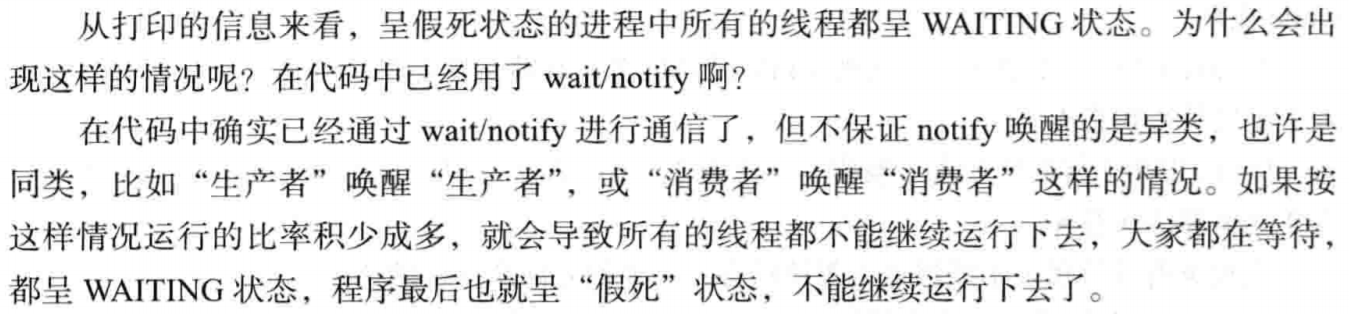 从打印的信息来看，呈假死状态的进程中所有的线程都呈 WAITING 状态。为什么会出
现这样的情况呢？在代码中已经用了 wait/notify 啊？
在代码中确实已经通过 wait/notify 进行通信了，但不保证 notify 唤醒的是异类，也许是
同类，比如“生产者”唤醒“生产者”，或“消费者”唤醒“消费者”这样的情况。如果按
这样情况运行的比率积少成多，就会导致所有的线程都不能继续运行下去，大家都在等待，
都呈 WAITING 状态，程序最后也就呈“假死”状态，不能继续运行下去了。